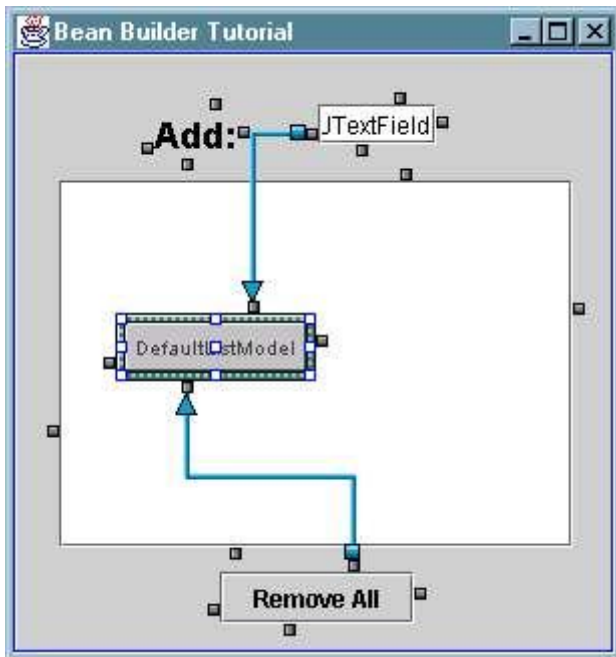 Bean Builder Tutorial
Add:
JTextField
DefaultListModel
Remove All